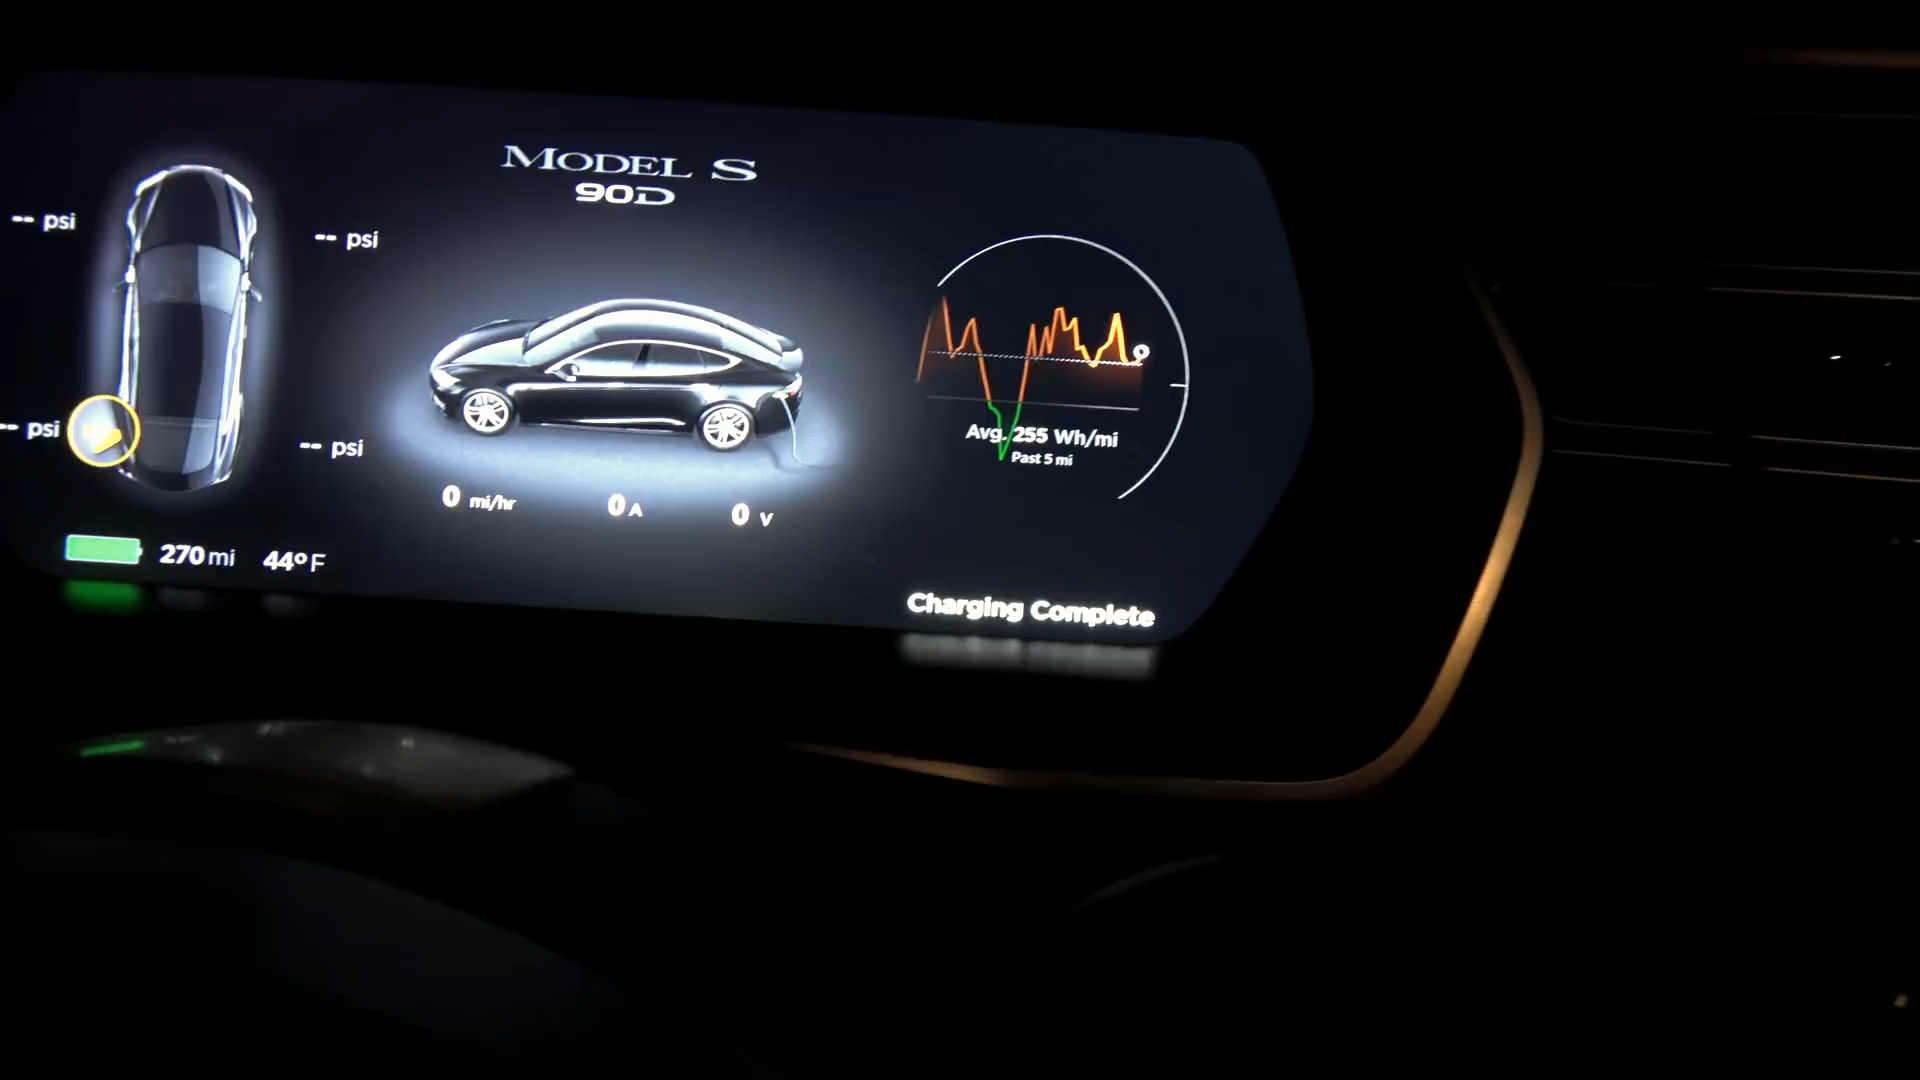 MODEL S
90D
-- psi
-- psi
-- psi
-- psi
Avg. 255 Wh/mi
Past 5 mi
0 mi/hr
0 A
0 V
270 mi
44° F
Charging Complete